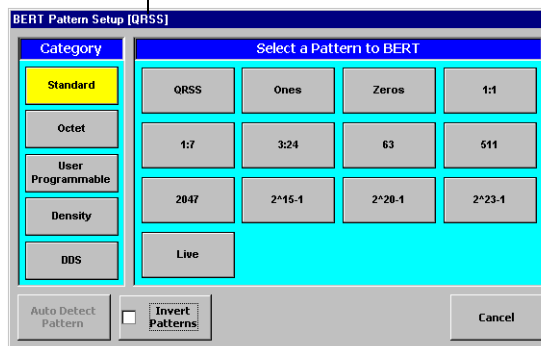 BERT Pattern Setup [QRSS]
Category
Select a Pattern to BERT
Standard
QRSS
Ones
Zeros
1:1
Octet
1:7
3:24
63
511
User
Programmable
2047
2^15-1
2^20-1
2^23-1
Density
DDS
Live
Auto Detect
Pattern
Invert
Patterns
Cancel